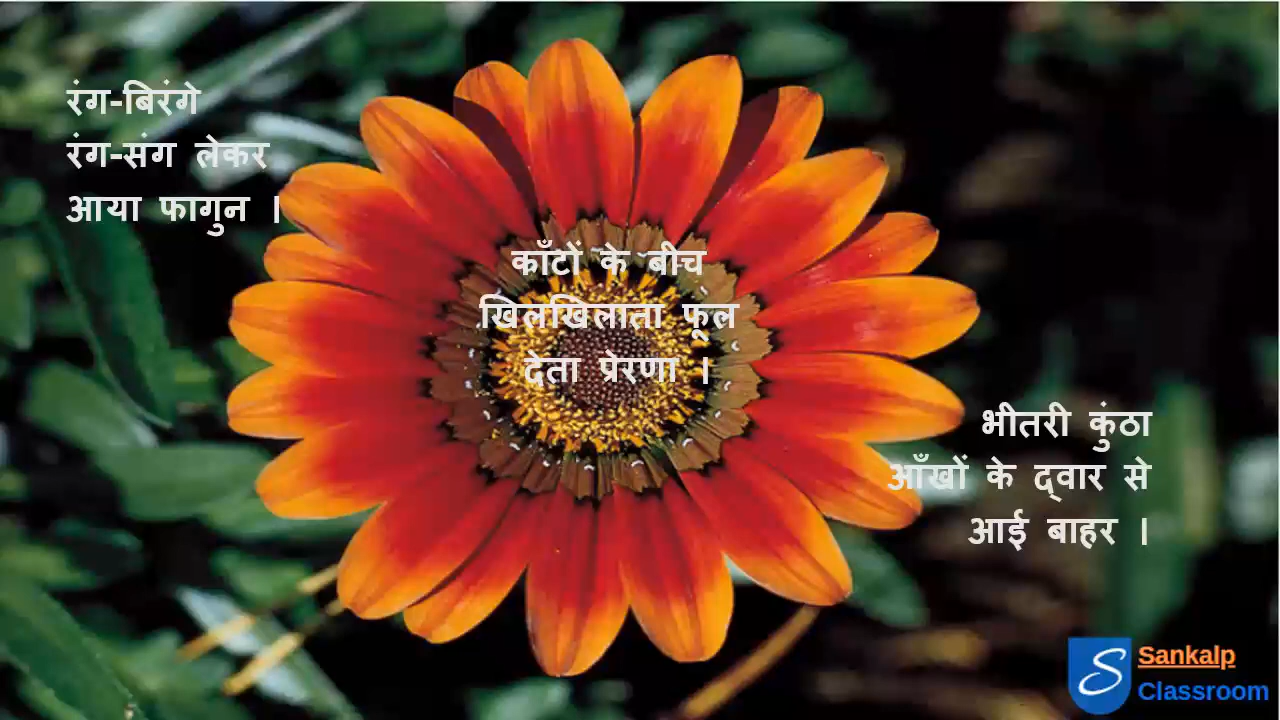 रंग-बिरंगे
रंग-संग लेकर
आया फागुन ।
काँटों के बीच
खिलखिलाता फूल
देता प्रेरणा ।
भीतरी कुंठा
आँखों के द्‌वार से
आई बाहर ।
Sankalp
Classroom